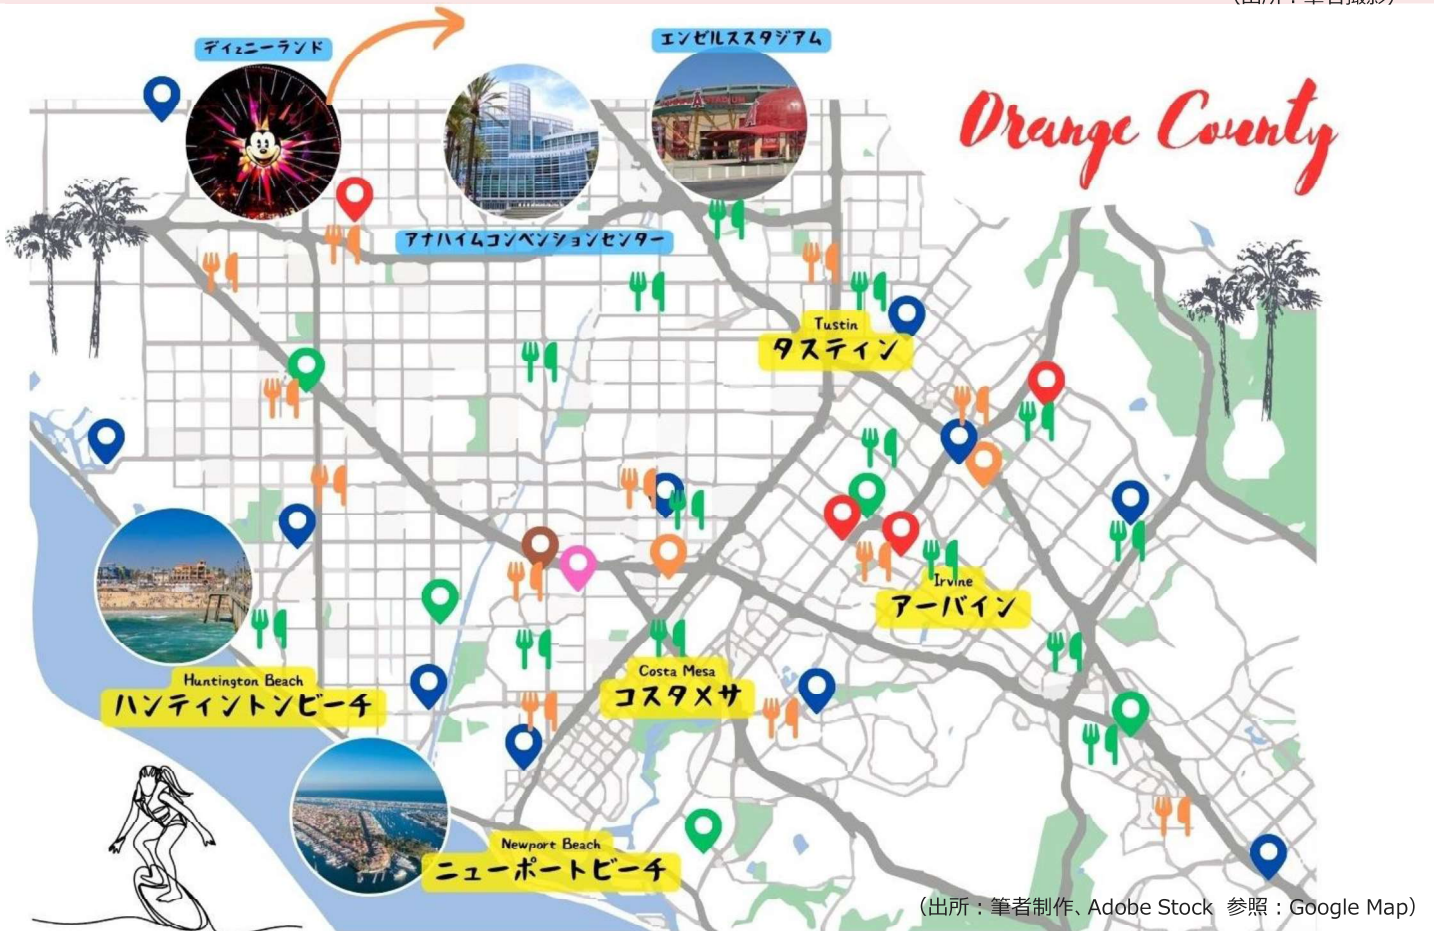 ディzニーランド
エンゼルススタジアム
Orange County
アナハイムコンベンションセンター
Tustin
タスティン
Irvine
アーバイン
Costa Mesa
コスタメサ
Huntington Beach
ハンティントンビーチ
Newport Beach
ニューポートビーチ
（出所：筆者制作、Adobe Stock 参照：Google Map）